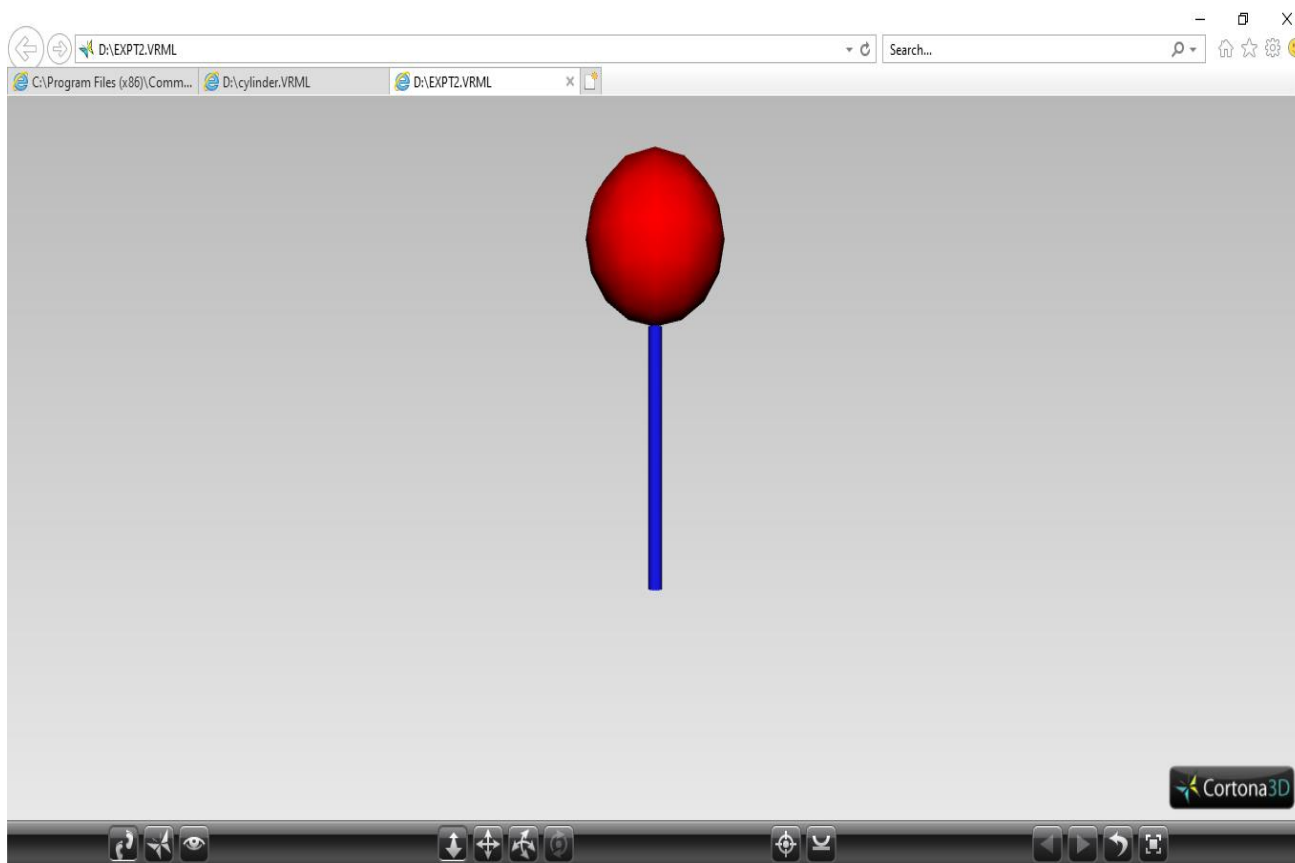 D:\EXPT2.VRML
Search...
C:\Program Files (x86)\Comm...
D:\cylinder.VRML
D:\EXPT2.VRML
Cortona3D